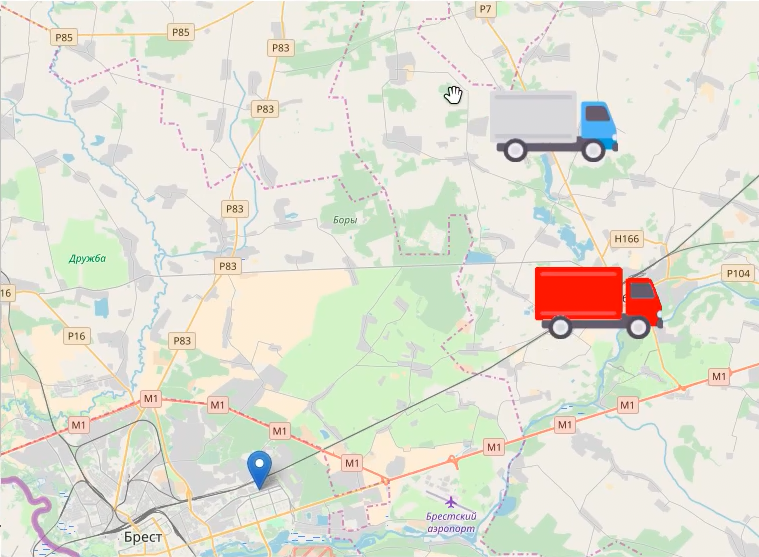 P7
P85
P85
P83
P83
P83
Боры
H166
Дружба
P83
P104
16
P16
P83
M1
M1
M1
M1
M1
M1
M1
M1
M1
Брестский
аэропорт
Брест